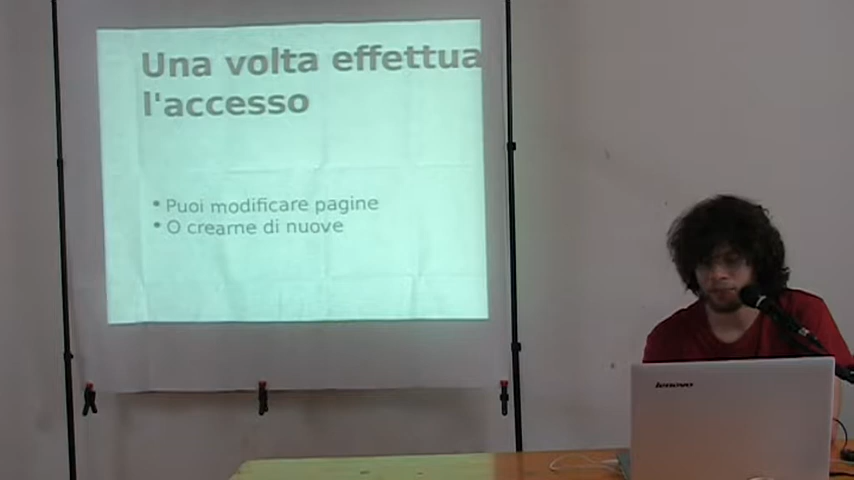 Una volta effettua
l'accesso
• Puoi modificare pagine
• O crearne di nuove
lenovo